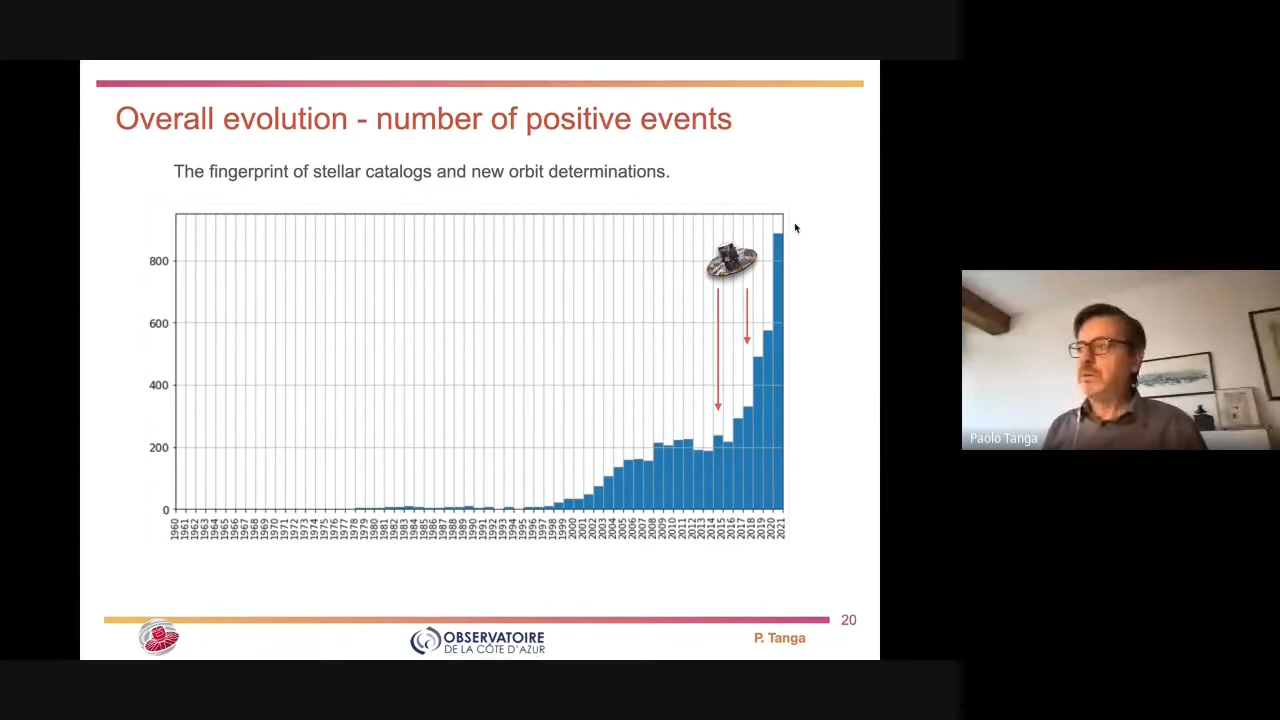 Overall evolution - number of positive events
The fingerprint of stellar catalogs and new orbit determinations.
800
600
400
200
0
1960 1961 1962 1963 1964 1965 1966 1967 1968 1969 1970 1971 1972 1973 1974 1975 1976 1977 1978 1979 1980 1981 1982 1983 1984 1985 1986 1987 1988 1989 1990 1991 1992 1993 1994 1995 1996 1997 1998 1999 2000 2001 2002 2003 2004 2005 2006 2007 2008 2009 2010 2011 2012 2013 2014 2015 2016 2017 2018 2019 2020 2021
Paolo Tanga
20
OBSERVATOIRE
DE LA CÔTE D'AZUR
P. Tanga